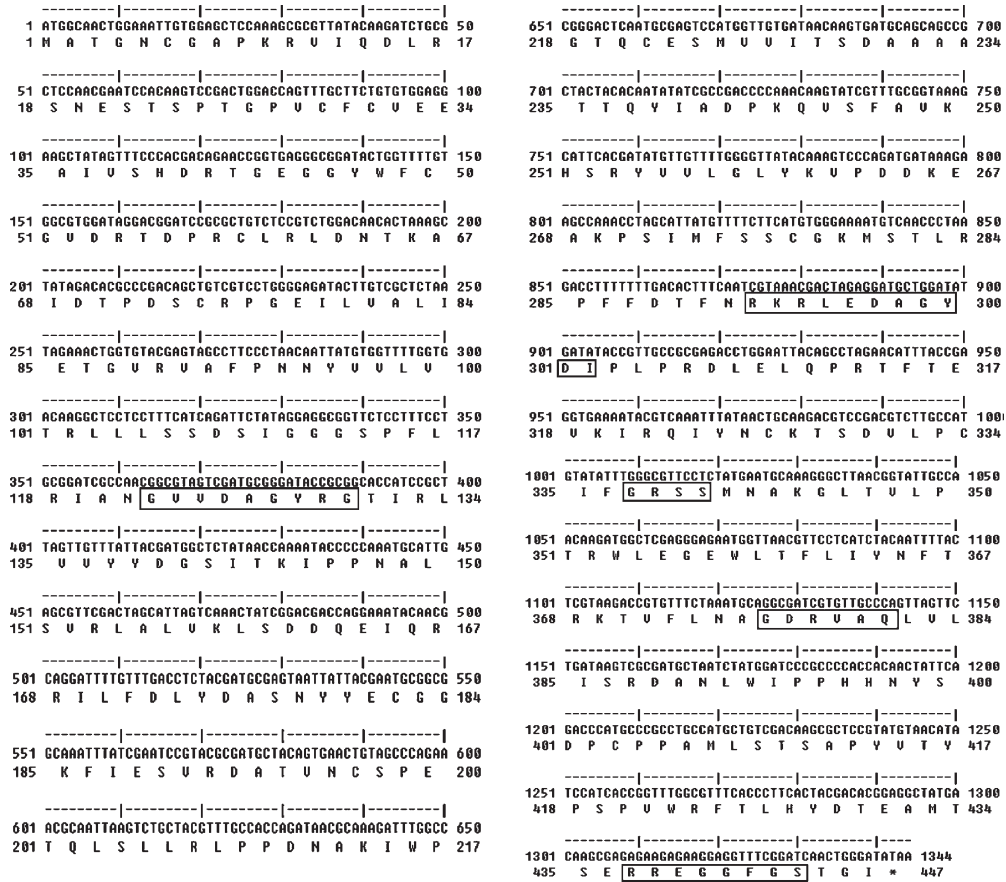 1 ATGGCAACTGGAAATTGTGGAGCTCCAAAGCGCGTTATACAAGATCTGCG 50
1 M A T G N C G A P K R V I Q D L R 17
51 CTCCAACGAATCCACAAGTCCGACTGGACCAGTTTGCTTCTGTGTGGAGG 100
18 S N E S T S P T G P V C F C V E E 34
101 AAGCTATAGTTTCCCACGACAGAACCGGTGAGGGCGGATACTGGTTTTGT 150
35 A I V S H D R T G E G G Y W F C 50
151 GGCGTGGATAGGACGGATCCGCGCTGTCTCCGTCTGGACAACACTAAAGC 200
51 G V D R T D P R C L R L D N T K A 67
201 TATAGACACGCCCGACAGCTGTCGTCCTGGGGAGATACTTGTCGCTCTAA 250
68 I D T P D S C R P G E I L V A L I 84
251 TAGAAACTGGTGTACGAGTAGCCTTCCCTAACAATTATGTGGTTTTGGTG 300
85 E T G V R V A F P N N Y V V L V 100
301 ACAAGGCTCCTCCTTTCATCAGATTCTATAGGAGGCGGTTCTCCTTTCCT 350
101 T R L L L S S D S I G G G S P F L 117
351 GCGGATCGCCAACGGCGTAGTCGATGCGGGATACCGCGGCACCATCCGCT 400
118 R I A N G V V D A G Y R G T I R L 134
401 TAGTTGTTTATTACGATGGCTCTATAACCAAAATACCCCCAAATGCATTG 450
135 V V Y Y D G S I T K I P P N A L 150
451 AGCGTTCGACTAGCATTAGTCAAACTATCGGACGACCAGGAAATACAACG 500
151 S V R L A L V K L S D D Q E I Q R 167
501 CAGGATTTTGTTTGACCTCTACGATGCGAGTAATTATTACGAATGCGGCG 550
168 R I L F D L Y D A S N Y Y E C G G 184
551 GCAAATTTATCGAATCCGTACGCGATGCTACAGTGAACTGTAGCCCAGAA 600
185 K F I E S V R D A T V N C S P E 200
601 ACGCAATTAAGTCTGCTACGTTTGCCACCAGATAACGCAAAGATTTGGCC 650
201 T Q L S L L R L P P D N A K I W P 217
651 CGGGACTCAATGCGAGTCCATGGTTGTGATAACAAGTGATGCAGCAGCCG 700
218 G T Q C E S M V V I T S D A A A A 234
701 CTACTACACAATATATCGCCGACCCCAAACAAGTATCGTTTGCGGTAAAG 750
235 T T Q Y I A D P K Q V S F A V K 250
751 CATTCACGATATGTTGTTTTGGGGTTATACAAAGTCCCAGATGATAAAGA 800
251 H S R Y V V L G L Y K V P D D K E 267
801 AGCCAAACCTAGCATTATGTTTTCTTCATGTGGGAAAATGTCAACCCTAA 850
268 A K P S I M F S S C G K M S T L R 284
851 GACCTTTTTTTGACACTTTCAATCGTAAACGACTAGAGGATGCTGGATAT 900
285 P F F D T F N R K R L E D A G Y 300
901 GATATACCGTTGCCGCGAGACCTGGAATTACAGCCTAGAACATTTACCGA 950
301 D I P L P R D L E L Q P R T F T E 317
951 GGTGAAAATACGTCAAATTTATAACTGCAAGACGTCCGACGTCTTGCCAT 1000
318 V K I R Q I Y N C K T S D V L P C 334
1001 GTATATTTGGGCGTTCCTCTATGAATGCAAAGGGCTTAACGGTATTGCCA 1050
335 I F G R S S M N A K G L T V L P 350
1051 ACAAGATGGCTCGAGGGAGAATGGTTAACGTTCCTCATCTACAATTTTAC 1100
351 T R W L E G E W L T F L I Y N F T 367
1101 TCGTAAGACCGTGTTTCTAAATGCAGGCGATCGTGTTGCCCAGTTAGTTC 1150
368 R K T V F L N A G D R V A Q L V L 384
1151 TGATAAGTCGCGATGCTAATCTATGGATCCCGCCCCACCACAACTATTCA 1200
385 I S R D A N L W I P P H H N Y S 400
1201 GACCCATGCCCGCCTGCCATGCTGTCGACAAGCGCTCCGTATGTAACATA 1250
401 D P C P P A M L S T S A P Y V T Y 417
1251 TCCATCACCGGTTTGGCGTTTCACCCTTCACTACGACACGGAGGCTATGA 1300
418 P S P V W R F T L H Y D T E A M T 434
1301 CAAGCGAGAGAAGAGAAGGAGGTTTCGGATCAACTGGGATATAA 1344
435 S E R R E G G F G S T G I * 447